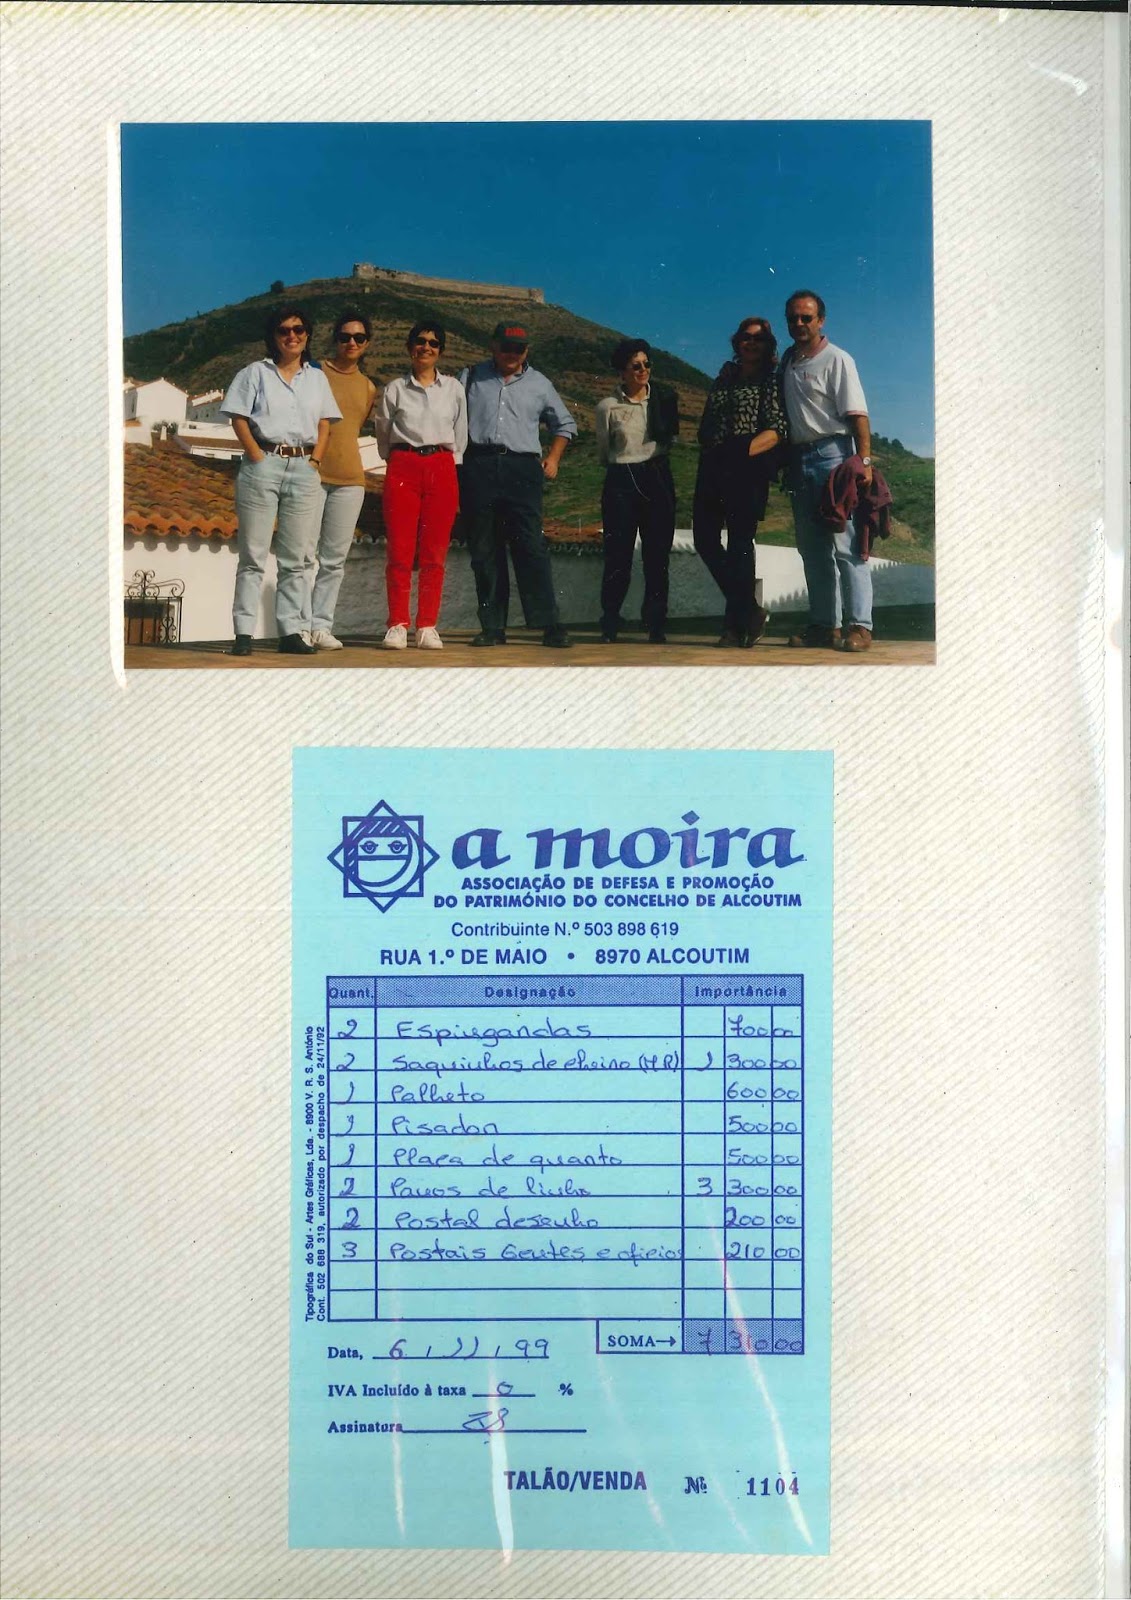 a moira
ASSOCIAÇÃO DE DEFESA E PROMOÇÃO
DO PATRIMÓNIO DO CONCELHO DE ALCOUTIM
Contribuinte N.º 503 898 619
RUA 1.º DE MAIO • 8970 ALCOUTIM
Quant. Designação Importância
2 Espirgandas 700 00
2 Saquinhos de cheiro (MR) 1 300 00
1 Palheto 600 00
1 Pisadon 500 00
1 Placa de quanto 500 00
2 Panos de linho 3 300 00
2 Postal desenho 200 00
3 Postais Gentes e oficios 210 00
SOMA→ 7 310 00
Data, 6 , 11 , 99
IVA Incluído à taxa 0 %
Assinatura
TALÃO/VENDA Nº 1104
Tipográfica do Sul - Artes Gráficas, Lda. - 8900 V. R. S. António
Cont. 502 688 319, autorizado por despacho de 24/11/92